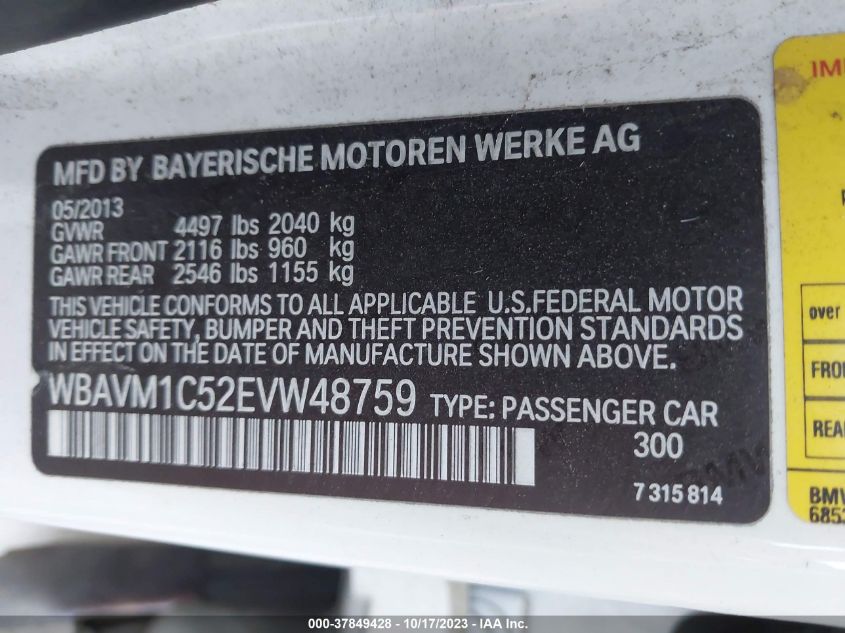 MFD BY BAYERISCHE MOTOREN WERKE AG
05/2013
GVWR 4497 lbs 2040 kg
GAWR FRONT 2116 lbs 960 kg
GAWR REAR 2546 lbs 1155 kg
THIS VEHICLE CONFORMS TO ALL APPLICABLE U.S.FEDERAL MOTOR
VEHICLE SAFETY, BUMPER AND THEFT PREVENTION STANDARDS
IN EFFECT ON THE DATE OF MANUFACTURE SHOWN ABOVE.
WBAVM1C52EVW48759 TYPE: PASSENGER CAR
300
7 315 814
over
BMW
000-37849428 - 10/17/2023 - IAA Inc.